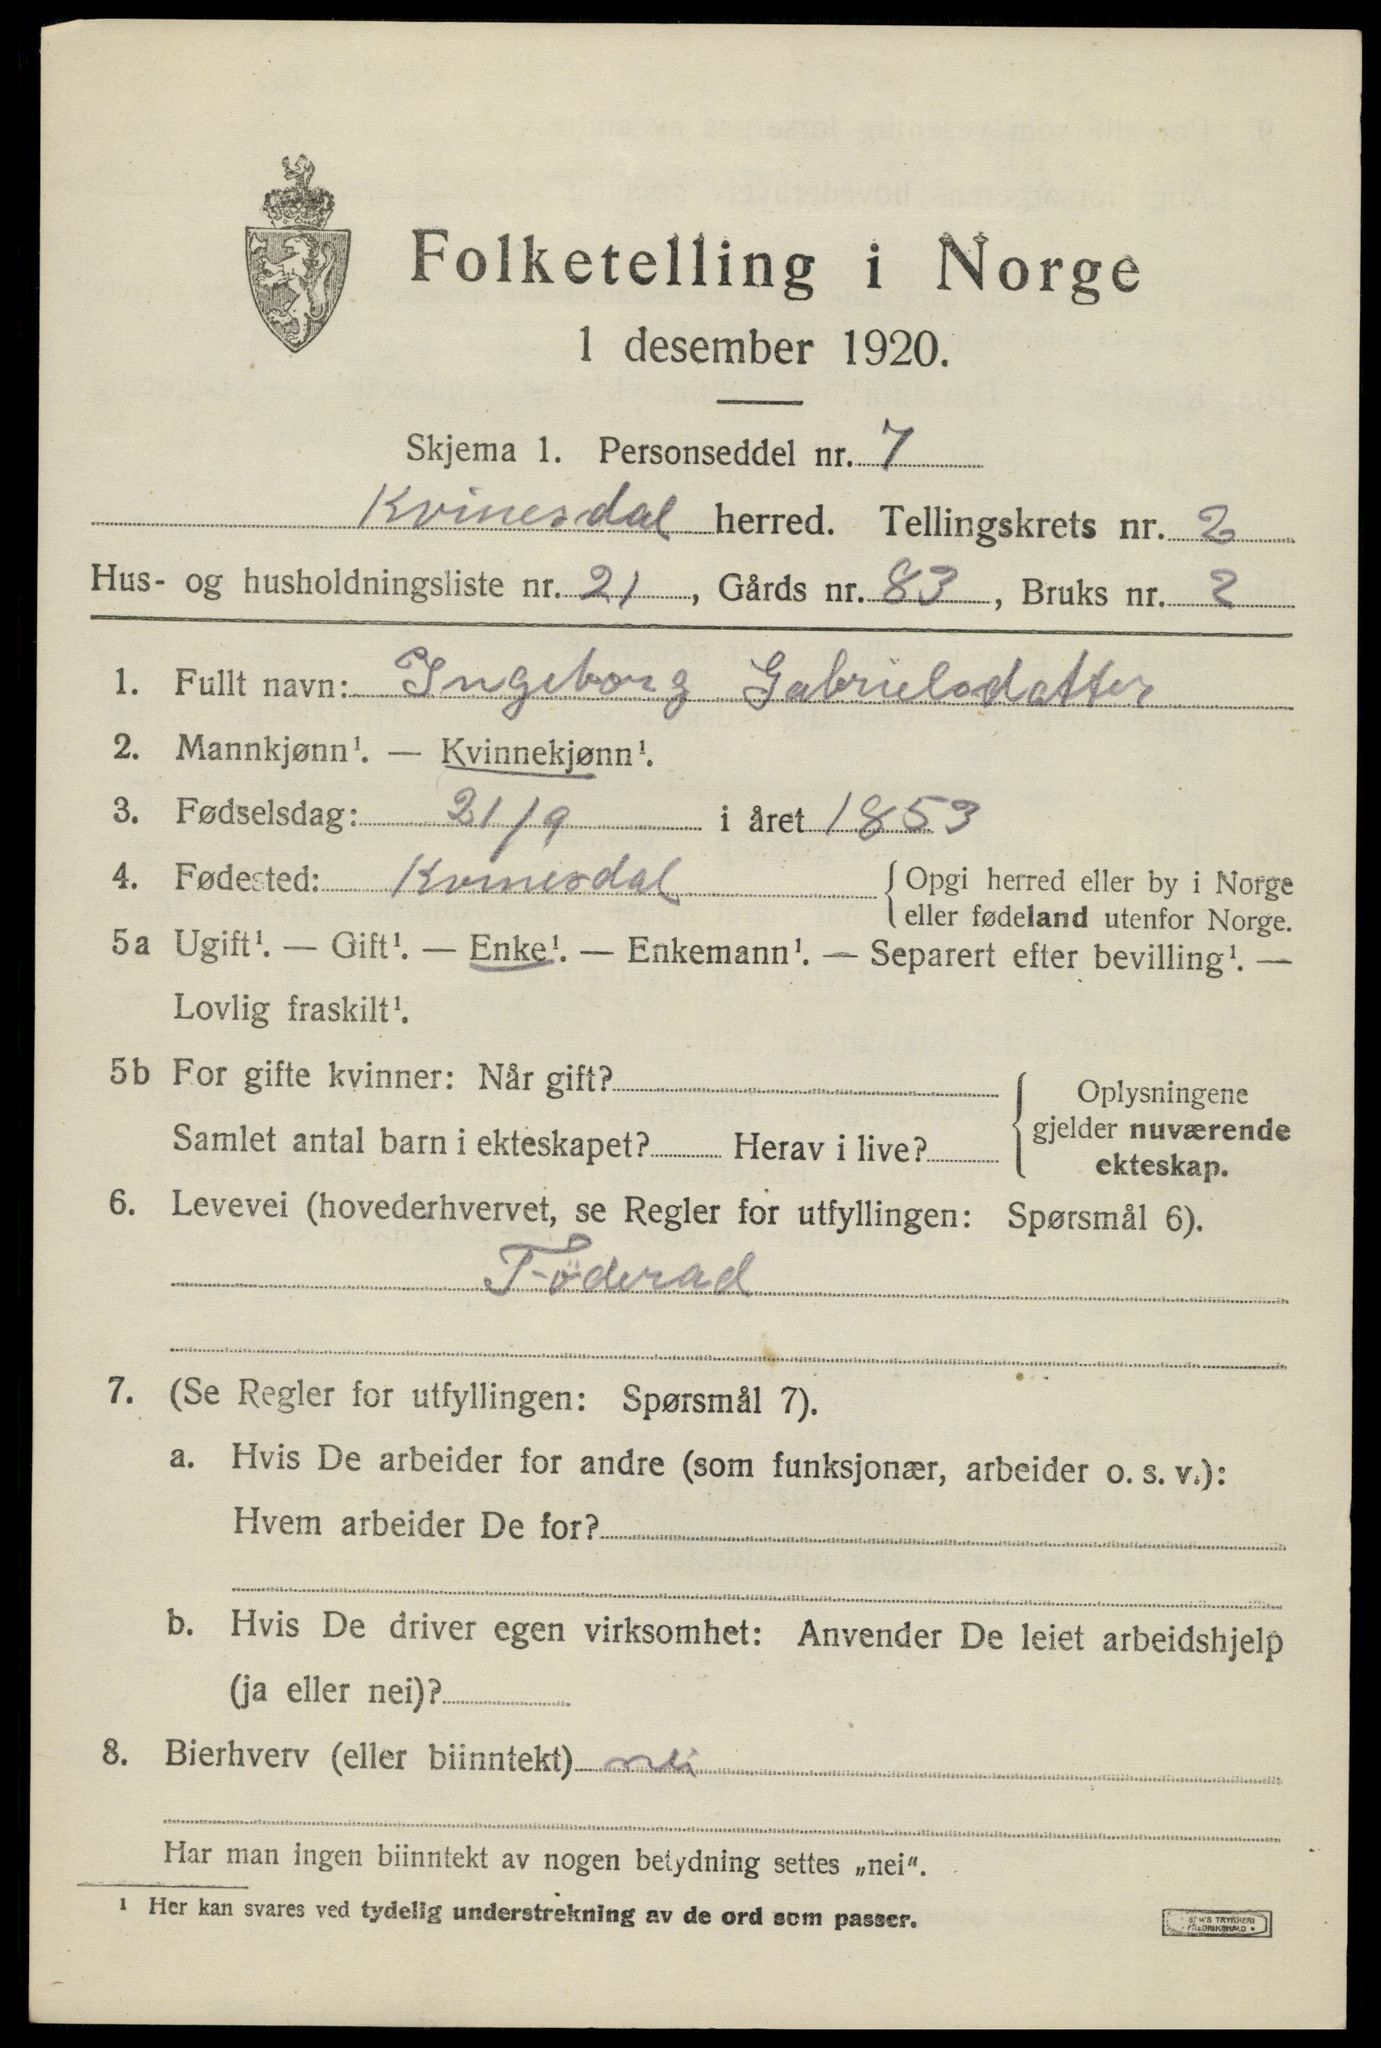 Folketelling i Norge
1 desember 1920.
Skjema 1. Personseddel nr. 7
Kvinesdal herred. Tellingskrets nr. 2
Hus- og husholdningsliste nr. 21, Gårds nr. 83, Bruks nr. 2
1. Fullt navn: Ingeborg Gabrielsdatter
2. Mannkjønn¹. — Kvinnekjønn¹.
3. Fødselsdag: 21/9 i året 1853
4. Fødested: Kvinesdal { Opgi herred eller by i Norge
eller fødeland utenfor Norge.
5a Ugift¹. — Gift¹. — Enke¹. — Enkemann¹. — Separert efter bevilling¹. —
Lovlig fraskilt¹.
5b For gifte kvinner: Når gift?
Samlet antal barn i ekteskapet? Herav i live?
Oplysningene
gjelder nuværende
ekteskap.
6. Levevei (hovederhvervet, se Regler for utfyllingen: Spørsmål 6).
Föderad
7. (Se Regler for utfyllingen: Spørsmål 7).
a. Hvis De arbeider for andre (som funksjonær, arbeider o. s. v.):
Hvem arbeider De for?
b. Hvis De driver egen virksomhet: Anvender De leiet arbeidshjelp
(ja eller nei)?
8. Bierhverv (eller biinntekt) nei
Har man ingen biinntekt av nogen betydning settes „nei“.
¹ Her kan svares ved tydelig understrekning av de ord som passer.
TRYKKERI
FREDRIKSHALD